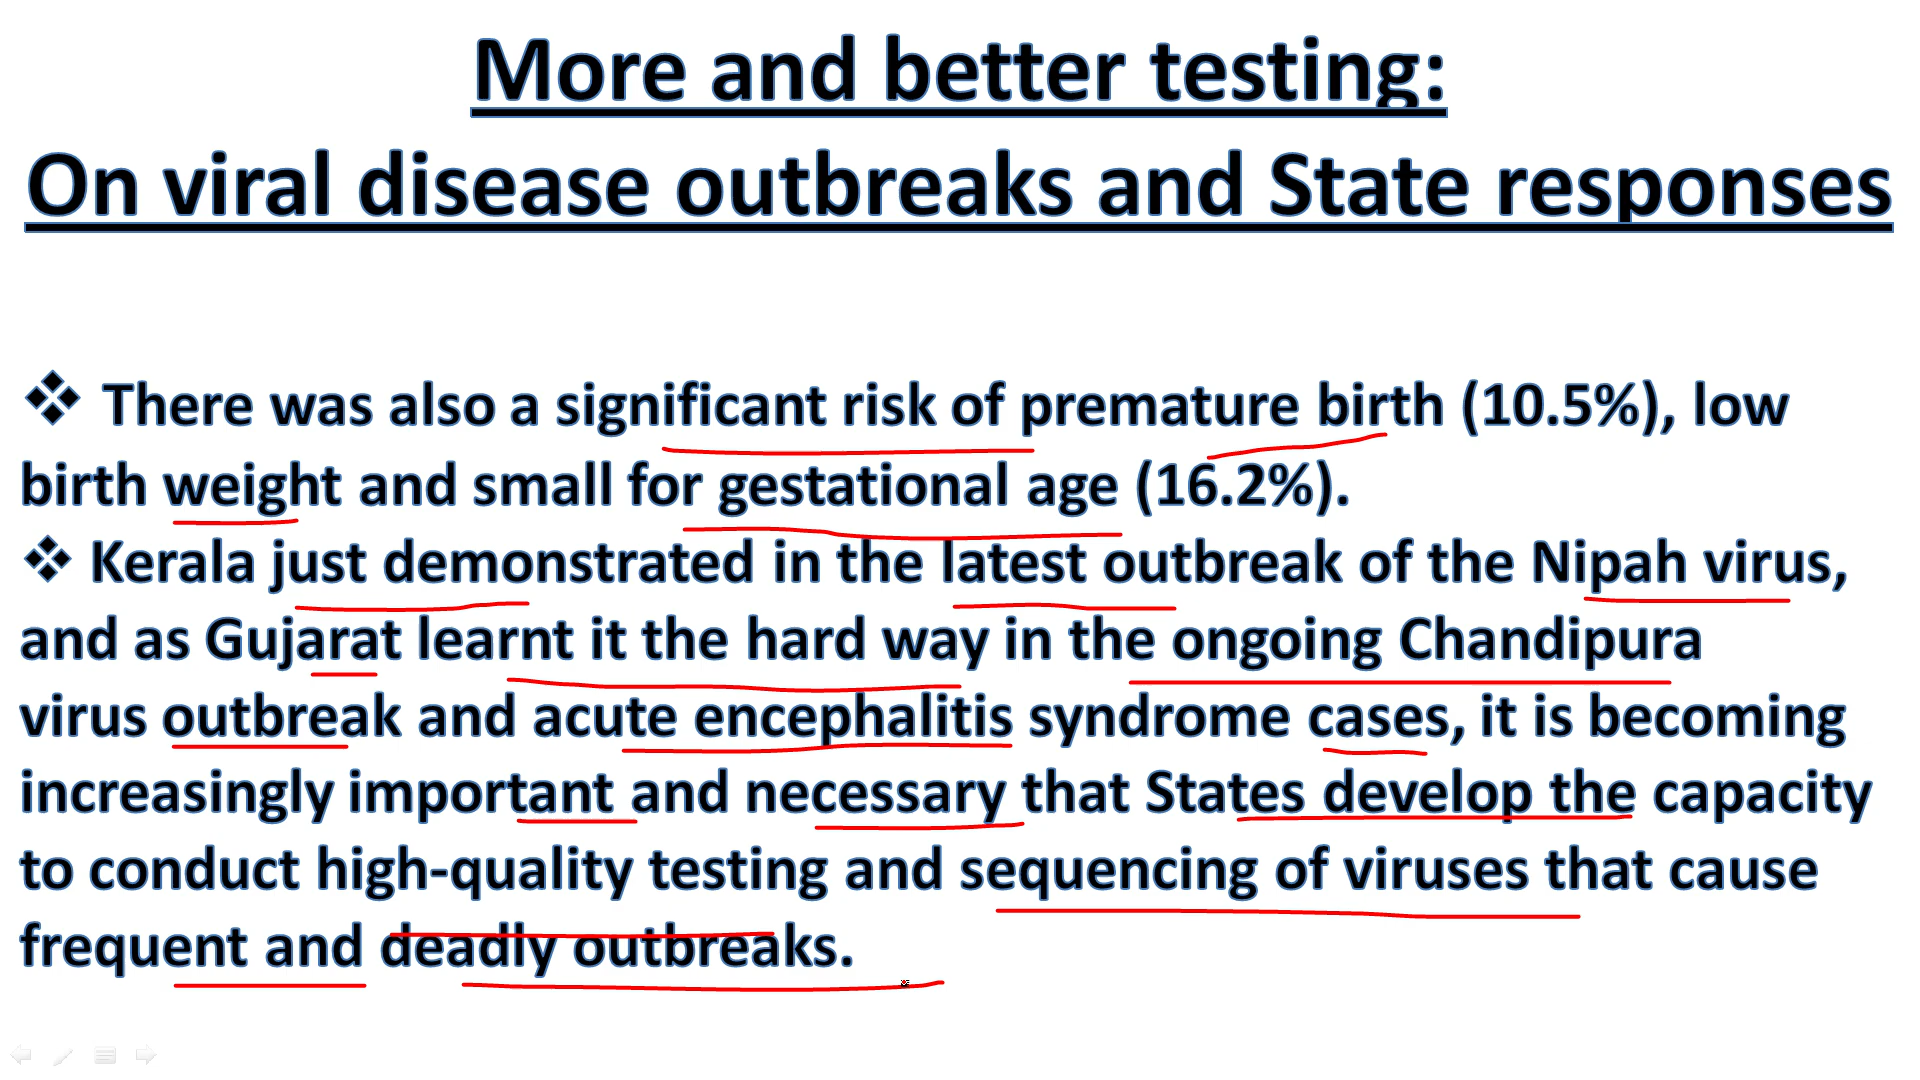 More and better testing:
On viral disease outbreaks and State responses
❖ There was also a significant risk of premature birth (10.5%), low
birth weight and small for gestational age (16.2%).
❖ Kerala just demonstrated in the latest outbreak of the Nipah virus,
and as Gujarat learnt it the hard way in the ongoing Chandipura
virus outbreak and acute encephalitis syndrome cases, it is becoming
increasingly important and necessary that States develop the capacity
to conduct high-quality testing and sequencing of viruses that cause
frequent and deadly outbreaks.